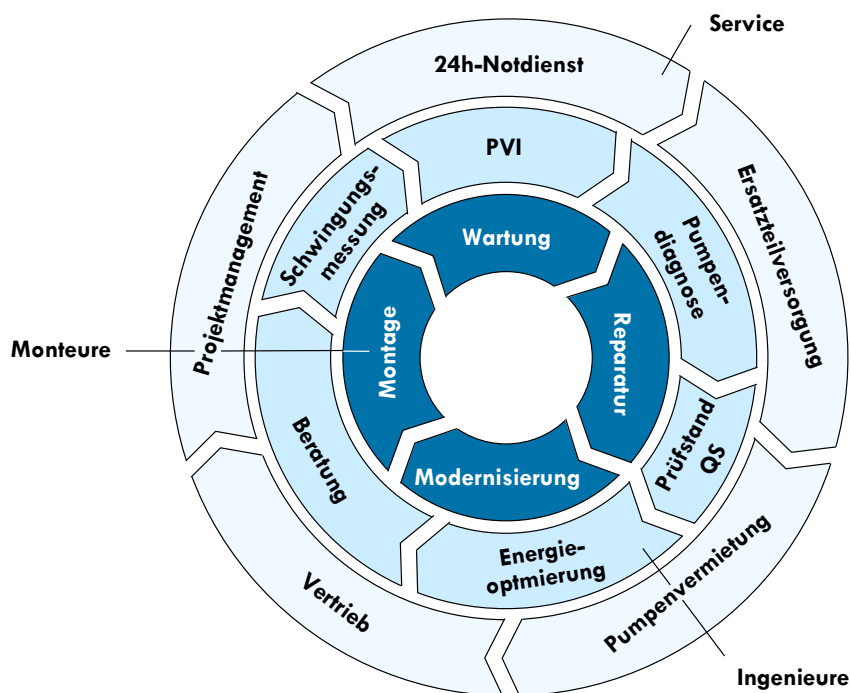 Service
24h-Notdienst
PVI
Ersatzteilversorgung
Projektmanagement
Schwingungs-
messung
Pumpen-
diagnose
Wartung
Monteure
Montage
Reparatur
Beratung
Prüfstand
QS
Modernisierung
Energie-
optmierung
Vertrieb
Pumpenvermietung
Ingenieure